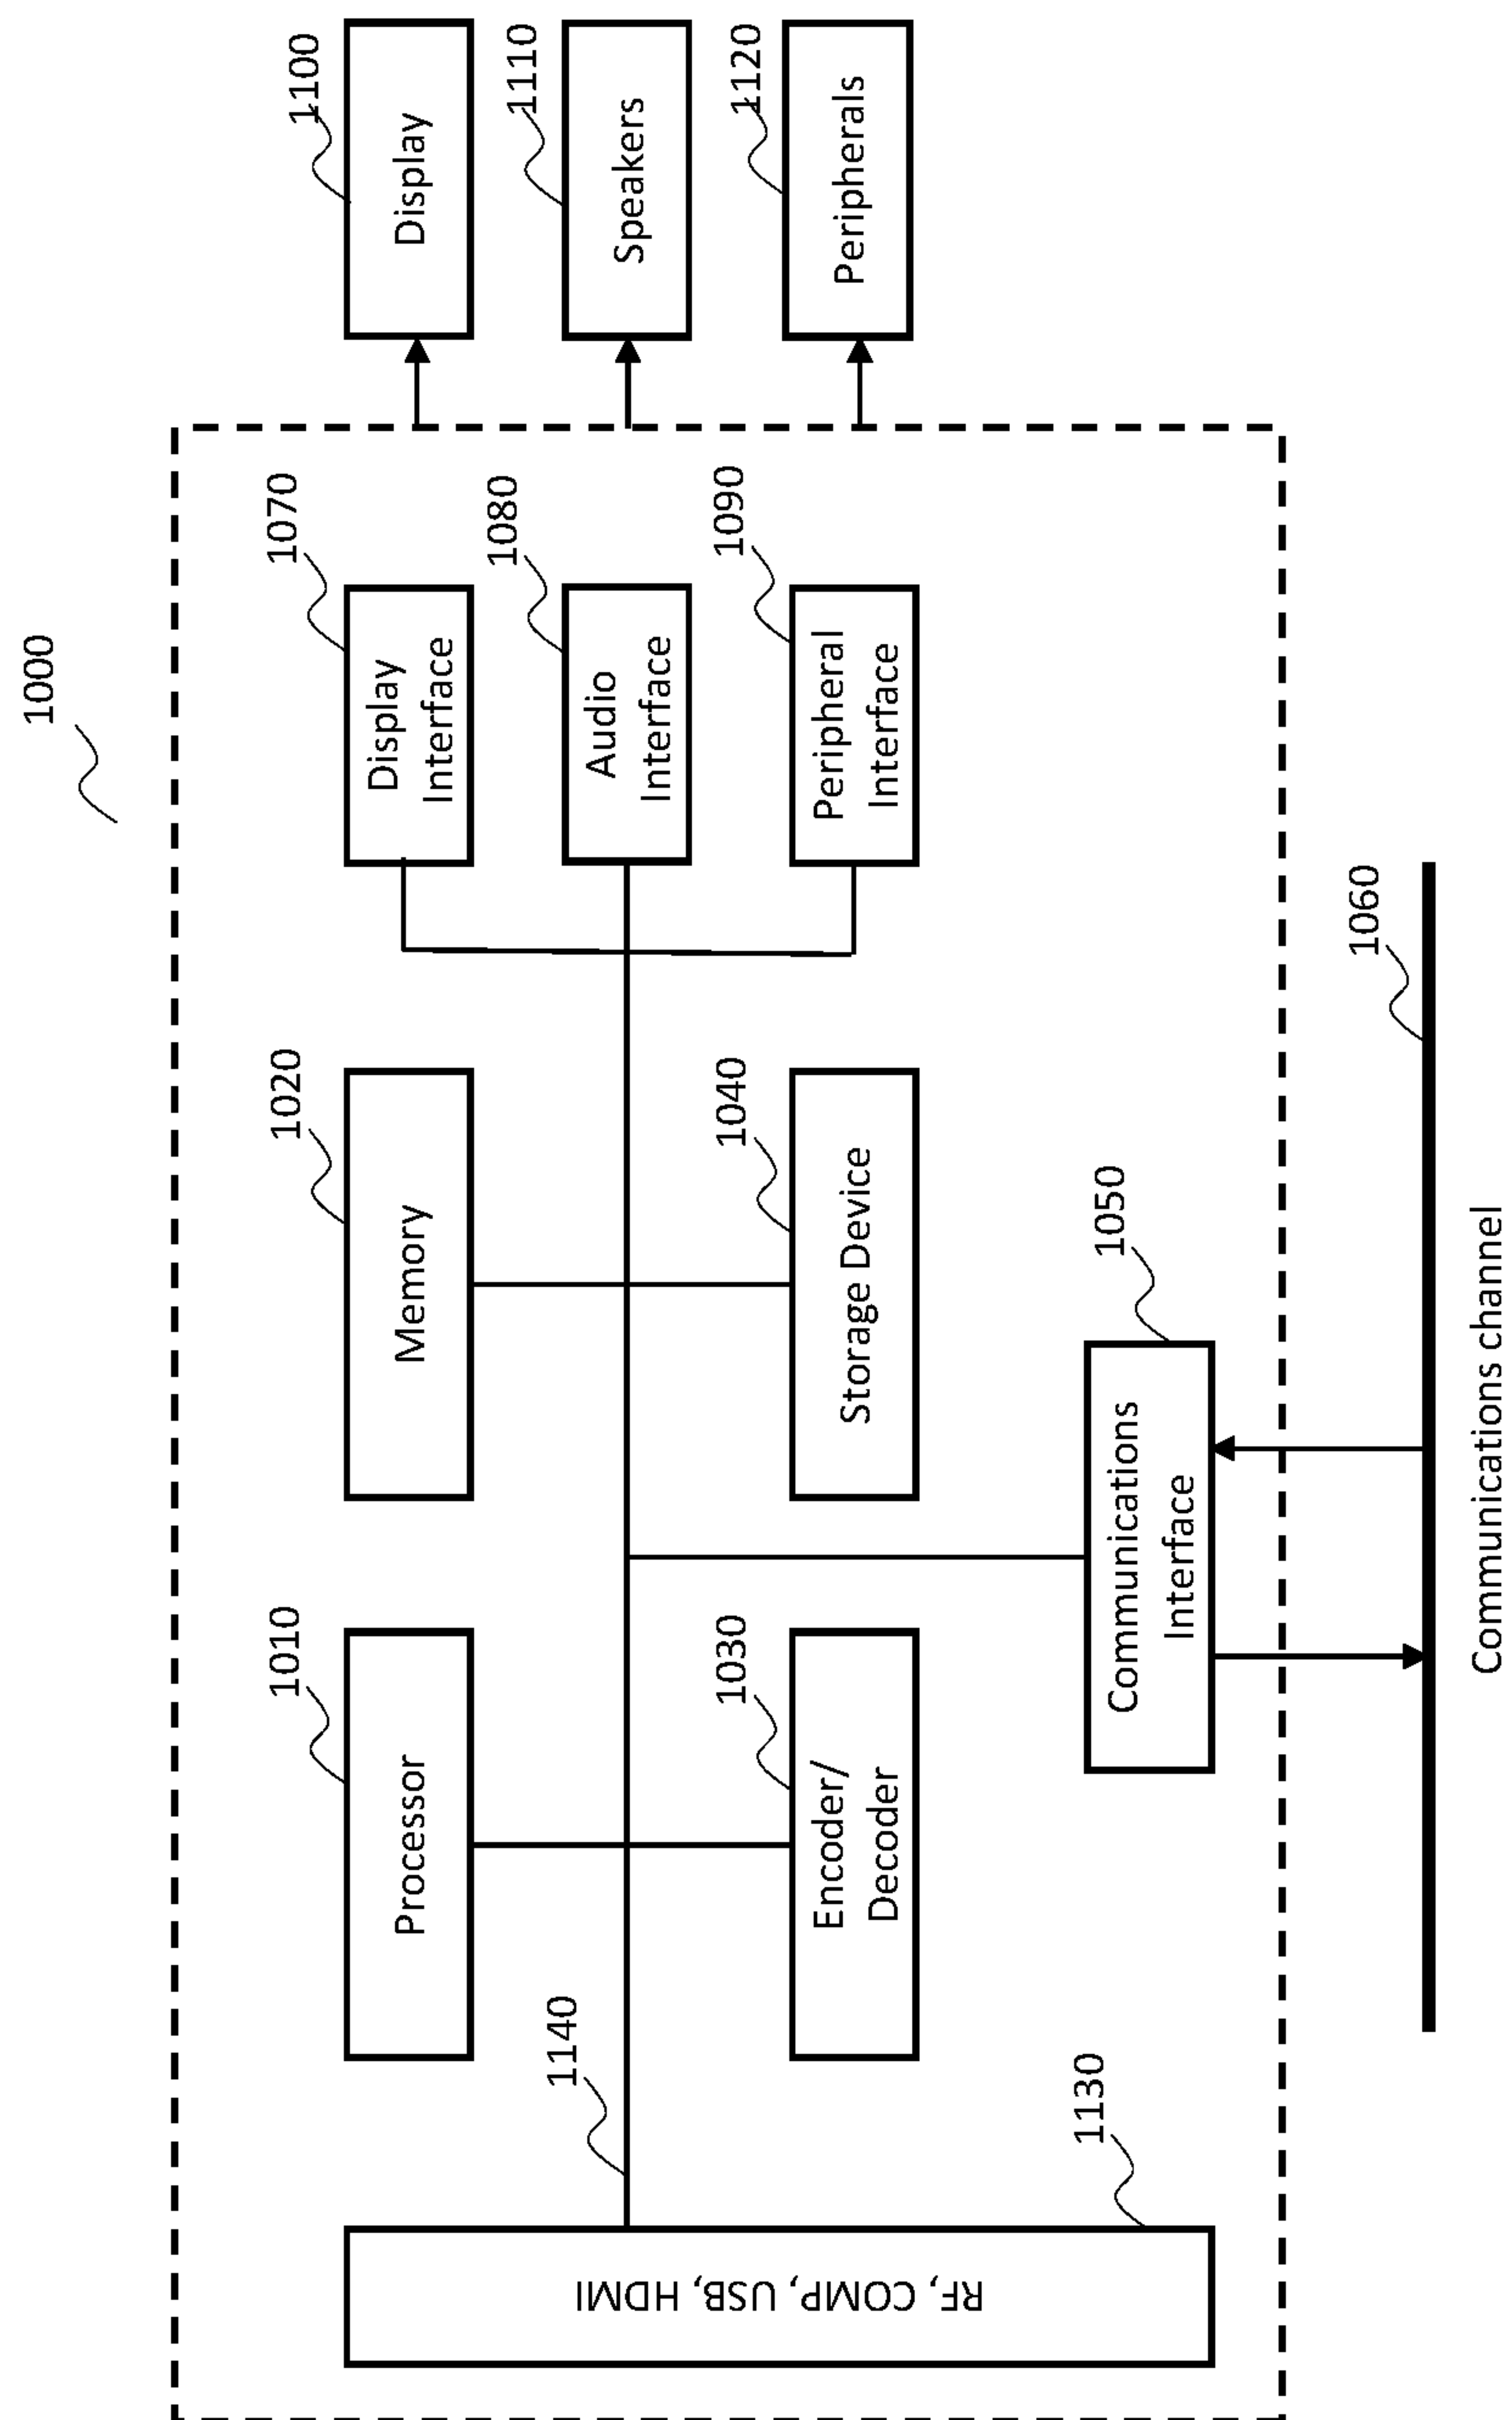 1000
1010
Processor
1020
Memory
1070
Display
Interface
1100
Display
1140
1080
Audio
Interface
1110
Speakers
RF, COMP, USB, HDMI
1130
1030
Encoder/
Decoder
1040
Storage Device
1090
Peripheral
Interface
1120
Peripherals
1050
Communications
Interface
1060
Communications channel